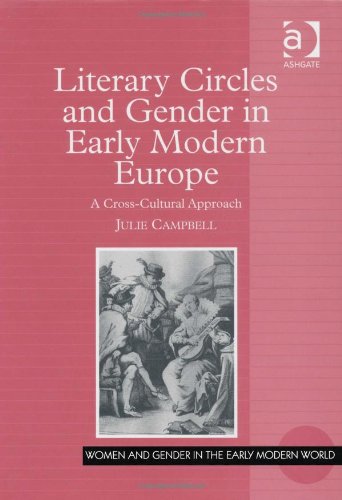 a
ASHGATE
Literary Circles
and Gender in
Early Modern
Europe
A Cross-Cultural Approach
JULIE CAMPBELL
WOMEN AND GENDER IN THE EARLY MODERN WORLD